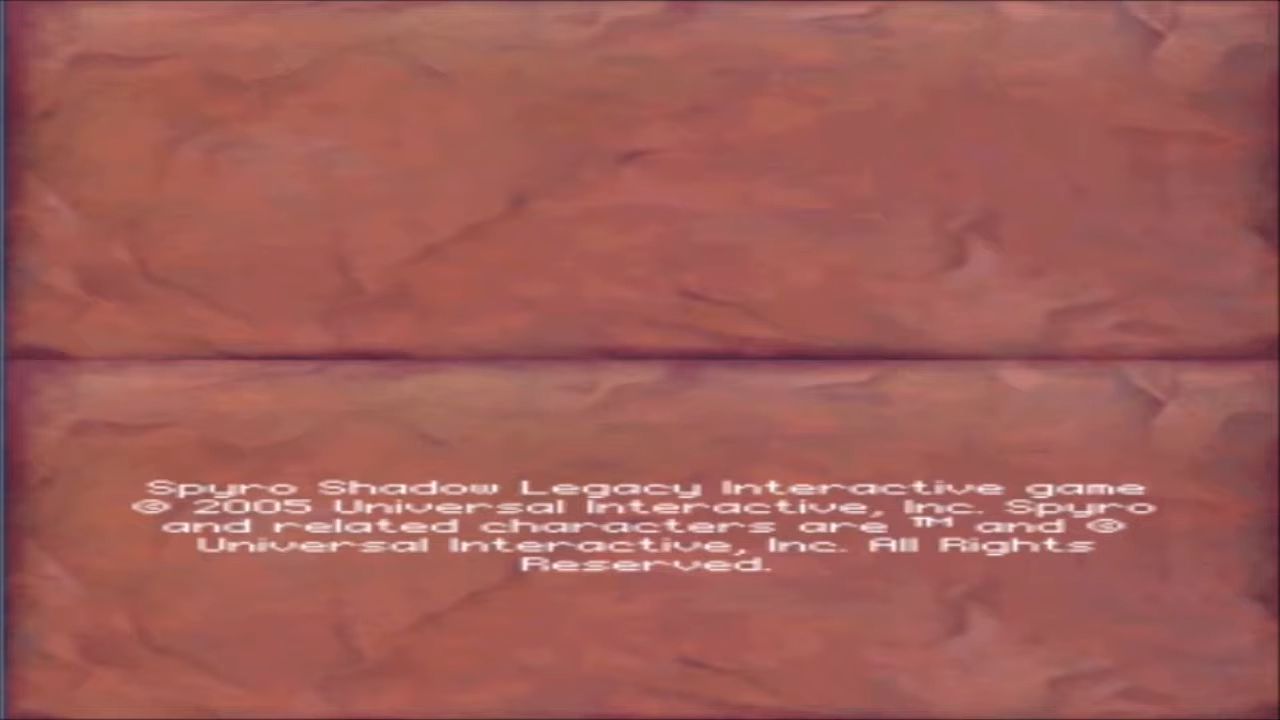 Spyro Shadow Legacy Interactive game
© 2005 Universal Interactive, Inc. Spyro
and related characters are ™ and ©
Universal Interactive, Inc. All Rights
Reserved.